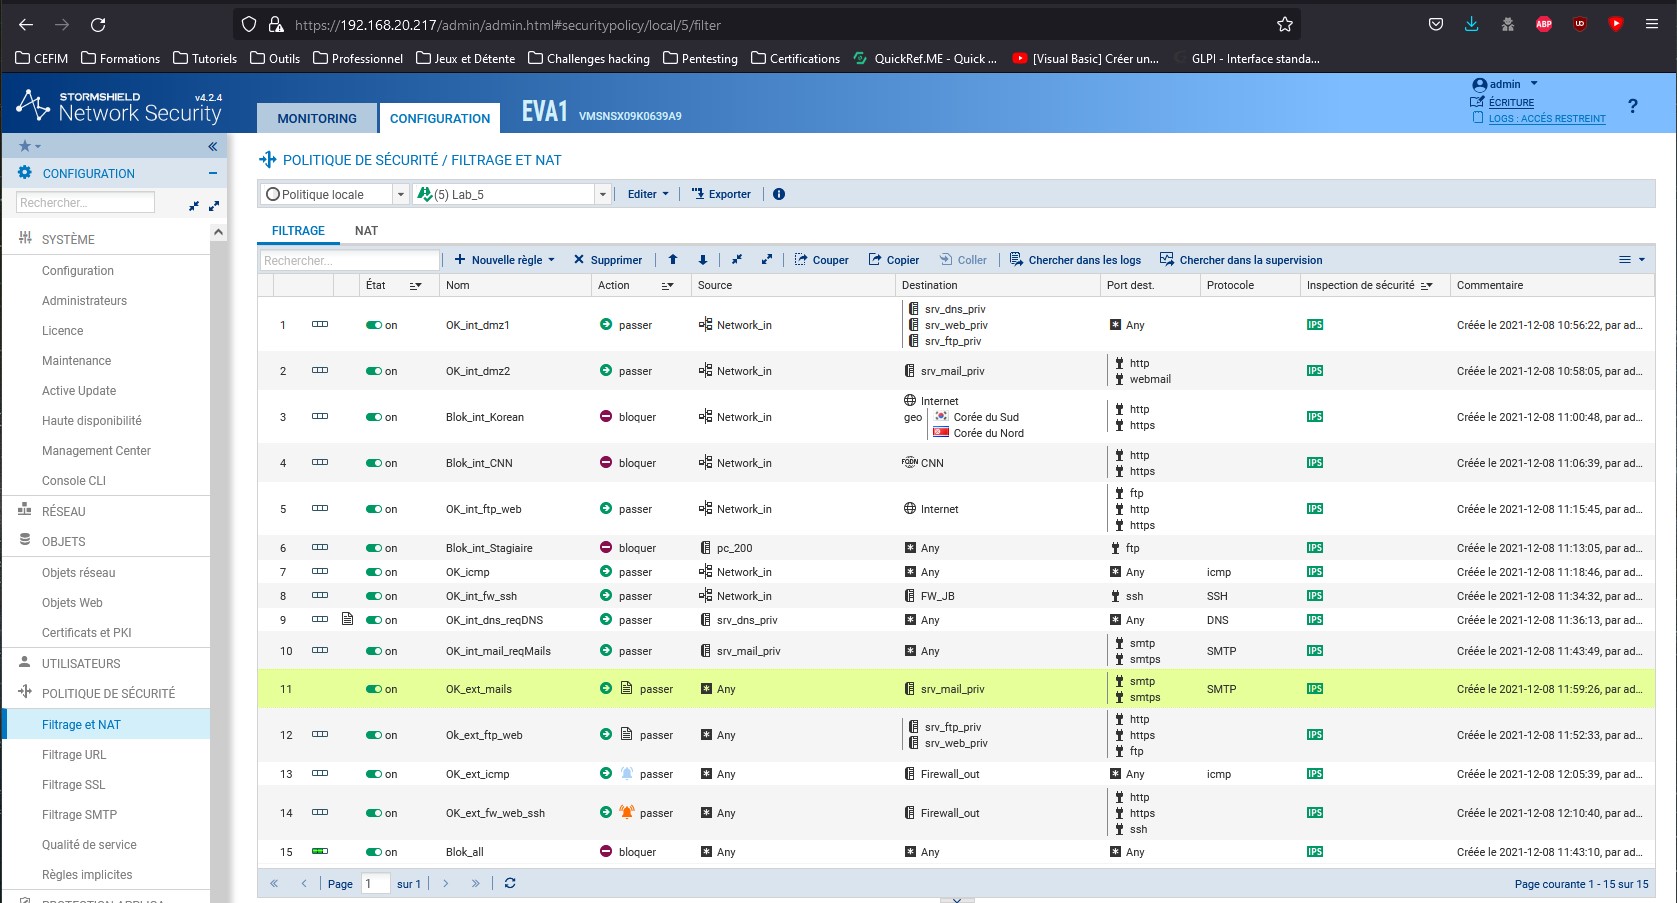 https://192.168.20.217/admin/admin.html#securitypolicy/local/5/filter
CEFIM Formations Tutoriels Outils Professionnel Jeux et Détente Challenges hacking Pentesting Certifications QuickRef.ME - Quick ... [Visual Basic] Créer un... GLPI - Interface standa...
STORMSHIELD v4.2.4
Network Security
MONITORING CONFIGURATION EVA1 VMSNSX09K0639A9
admin
ÉCRITURE
LOGS : ACCÈS RESTREINT
?
CONFIGURATION
Rechercher...
SYSTÈME
Configuration
Administrateurs
Licence
Maintenance
Active Update
Haute disponibilité
Management Center
Console CLI
RÉSEAU
OBJETS
Objets réseau
Objets Web
Certificats et PKI
UTILISATEURS
POLITIQUE DE SÉCURITÉ
Filtrage et NAT
Filtrage URL
Filtrage SSL
Filtrage SMTP
Qualité de service
Règles implicites
POLITIQUE DE SÉCURITÉ / FILTRAGE ET NAT
Politique locale (5) Lab_5 Editer Exporter
FILTRAGE NAT
Rechercher... Nouvelle règle Supprimer Couper Copier Coller Chercher dans les logs Chercher dans la supervision
État Nom Action Source Destination Port dest. Protocole Inspection de sécurité Commentaire
1 on OK_int_dmz1 passer Network_in srv_dns_priv Any IPS Créée le 2021-12-08 10:56:22, par ad...
srv_web_priv
srv_ftp_priv
2 on OK_int_dmz2 passer Network_in srv_mail_priv http IPS Créée le 2021-12-08 10:58:05, par ad...
webmail
3 on Blok_int_Korean bloquer Network_in Internet http IPS Créée le 2021-12-08 11:00:48, par ad...
geo Corée du Sud https
Corée du Nord
4 on Blok_int_CNN bloquer Network_in FQDN CNN http IPS Créée le 2021-12-08 11:06:39, par ad...
https
5 on OK_int_ftp_web passer Network_in Internet ftp IPS Créée le 2021-12-08 11:15:45, par ad...
http
https
6 on Blok_int_Stagiaire bloquer pc_200 Any ftp IPS Créée le 2021-12-08 11:13:05, par ad...
7 on OK_icmp passer Network_in Any Any icmp IPS Créée le 2021-12-08 11:18:46, par ad...
8 on OK_int_fw_ssh passer Network_in FW_JB ssh SSH IPS Créée le 2021-12-08 11:34:32, par ad...
9 on OK_int_dns_reqDNS passer srv_dns_priv Any Any DNS IPS Créée le 2021-12-08 11:36:13, par ad...
10 on OK_int_mail_reqMails passer srv_mail_priv Any smtp SMTP IPS Créée le 2021-12-08 11:43:49, par ad...
smtps
11 on OK_ext_mails passer Any srv_mail_priv smtp SMTP IPS Créée le 2021-12-08 11:59:26, par ad...
smtps
12 on Ok_ext_ftp_web passer Any srv_ftp_priv http IPS Créée le 2021-12-08 11:52:33, par ad...
srv_web_priv https
ftp
13 on OK_ext_icmp passer Any Firewall_out Any icmp IPS Créée le 2021-12-08 12:05:39, par ad...
14 on OK_ext_fw_web_ssh passer Any Firewall_out http IPS Créée le 2021-12-08 12:10:40, par ad...
https
ssh
15 on Blok_all bloquer Any Any Any IPS Créée le 2021-12-08 11:43:10, par ad...
Page 1 sur 1 Page courante 1 - 15 sur 15